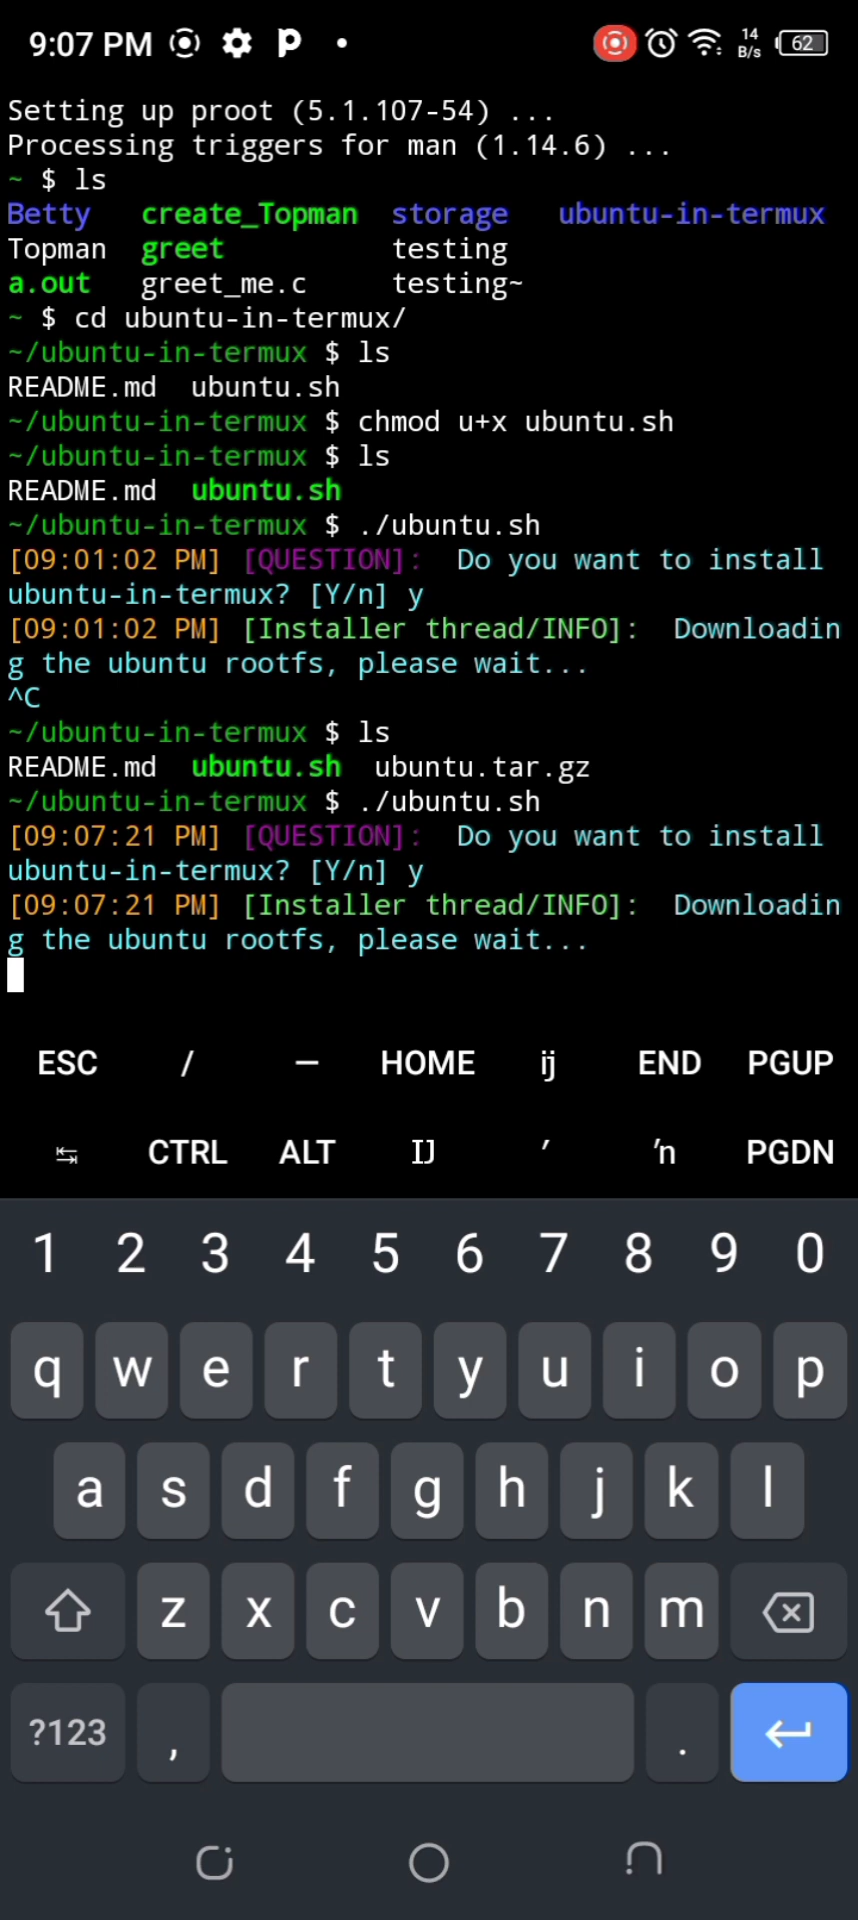 9:07 PM 14 B/s 62
Setting up proot (5.1.107-54) ...
Processing triggers for man (1.14.6) ...
~ $ ls
Betty create_Topman storage ubuntu-in-termux
Topman greet testing
a.out greet_me.c testing~
~ $ cd ubuntu-in-termux/
~/ubuntu-in-termux $ ls
README.md ubuntu.sh
~/ubuntu-in-termux $ chmod u+x ubuntu.sh
~/ubuntu-in-termux $ ls
README.md ubuntu.sh
~/ubuntu-in-termux $ ./ubuntu.sh
[09:01:02 PM] [QUESTION]: Do you want to install
ubuntu-in-termux? [Y/n] y
[09:01:02 PM] [Installer thread/INFO]: Downloadin
g the ubuntu rootfs, please wait...
^C
~/ubuntu-in-termux $ ls
README.md ubuntu.sh ubuntu.tar.gz
~/ubuntu-in-termux $ ./ubuntu.sh
[09:07:21 PM] [QUESTION]: Do you want to install
ubuntu-in-termux? [Y/n] y
[09:07:21 PM] [Installer thread/INFO]: Downloadin
g the ubuntu rootfs, please wait...
ESC / — HOME ĳ END PGUP
↹ CTRL ALT Ĳ ′ ŉ PGDN
1 2 3 4 5 6 7 8 9 0
q w e r t y u i o p
a s d f g h j k l
z x c v b n m
?123 , .